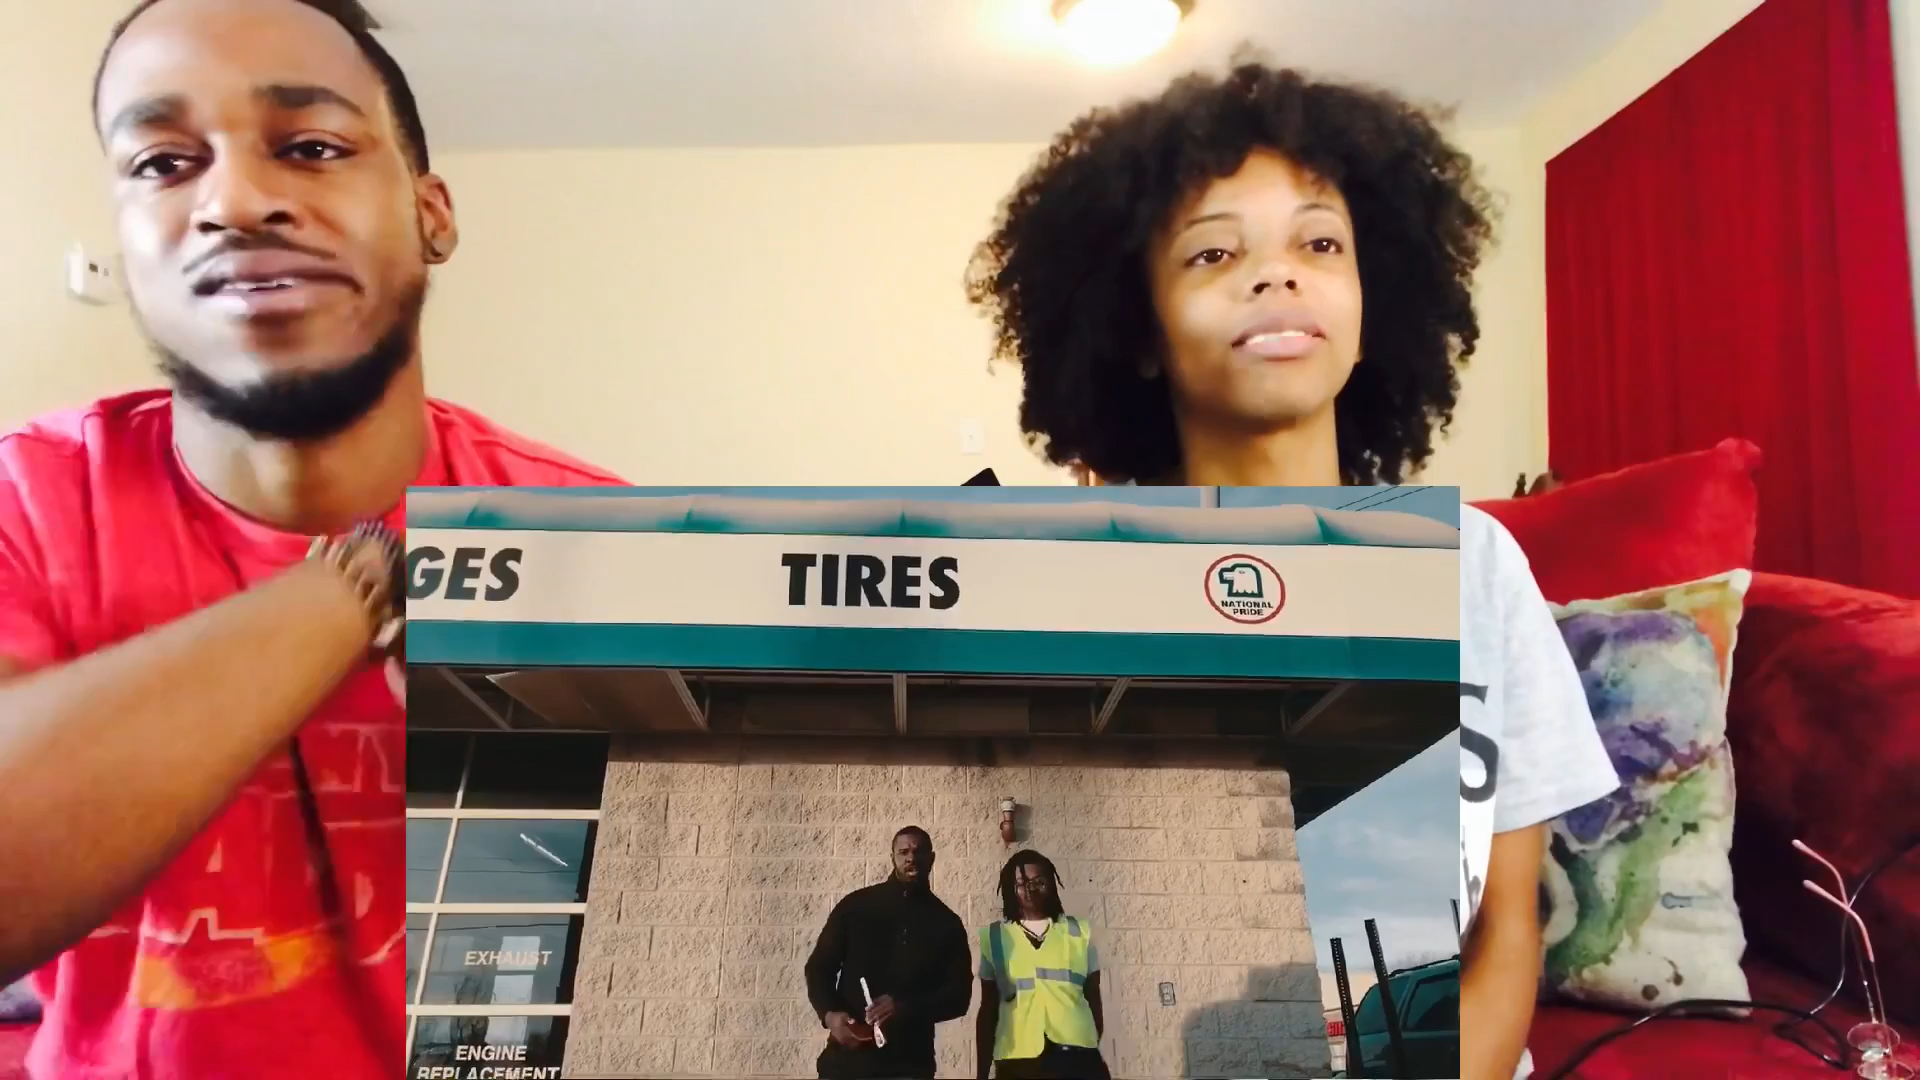 GES
TIRES
NATIONAL
PRIDE
EXHAUST
ENGINE
REPLACEMENT
S